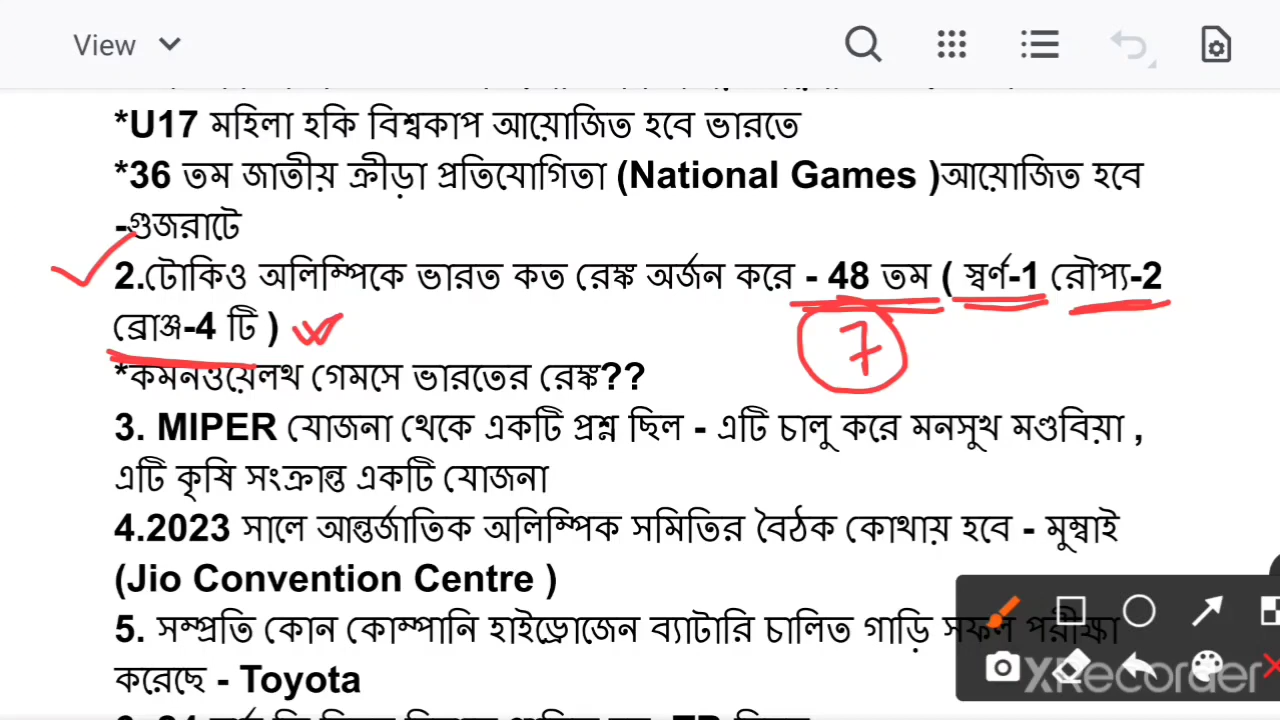 View
*U17 মহিলা হকি বিশ্বকাপ আয়োজিত হবে ভারতে
*36 তম জাতীয় ক্রীড়া প্রতিযোগিতা (National Games )আয়োজিত হবে
-গুজরাটে
2.টোকিও অলিম্পিকে ভারত কত রেঙ্ক অর্জন করে - 48 তম ( স্বর্ণ-1 রৌপ্য-2
ব্রোঞ্জ-4 টি )
7
*কমনওয়েলথ গেমসে ভারতের রেঙ্ক??
3. MIPER যোজনা থেকে একটি প্রশ্ন ছিল - এটি চালু করে মনসুখ মণ্ডবিয়া ,
এটি কৃষি সংক্রান্ত একটি যোজনা
4.2023 সালে আন্তর্জাতিক অলিম্পিক সমিতির বৈঠক কোথায় হবে - মুম্বাই
(Jio Convention Centre )
5. সম্প্রতি কোন কোম্পানি হাইড্রোজেন ব্যাটারি চালিত গাড়ি সফল পরীক্ষা
করেছে - Toyota
XRecorder